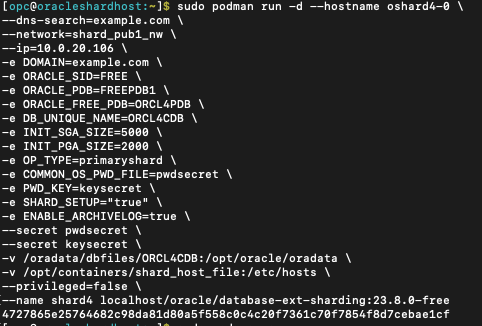 [opc@oracleshardhost:~]$ sudo podman run -d --hostname oshard4-0 \
--dns-search=example.com \
--network=shard_pub1_nw \
--ip=10.0.20.106 \
-e DOMAIN=example.com \
-e ORACLE_SID=FREE \
-e ORACLE_PDB=FREEPDB1 \
-e ORACLE_FREE_PDB=ORCL4PDB \
-e DB_UNIQUE_NAME=ORCL4CDB \
-e INIT_SGA_SIZE=5000 \
-e INIT_PGA_SIZE=2000 \
-e OP_TYPE=primaryshard \
-e COMMON_OS_PWD_FILE=pwdsecret \
-e PWD_KEY=keysecret \
-e SHARD_SETUP="true" \
-e ENABLE_ARCHIVELOG=true \
--secret pwdsecret \
--secret keysecret \
-v /oradata/dbfiles/ORCL4CDB:/opt/oracle/oradata \
-v /opt/containers/shard_host_file:/etc/hosts \
--privileged=false \
--name shard4 localhost/oracle/database-ext-sharding:23.8.0-free
4727865e25764682c98da81d80a5f558c0c4c20f7361c70f7854f8d7cebae1cf